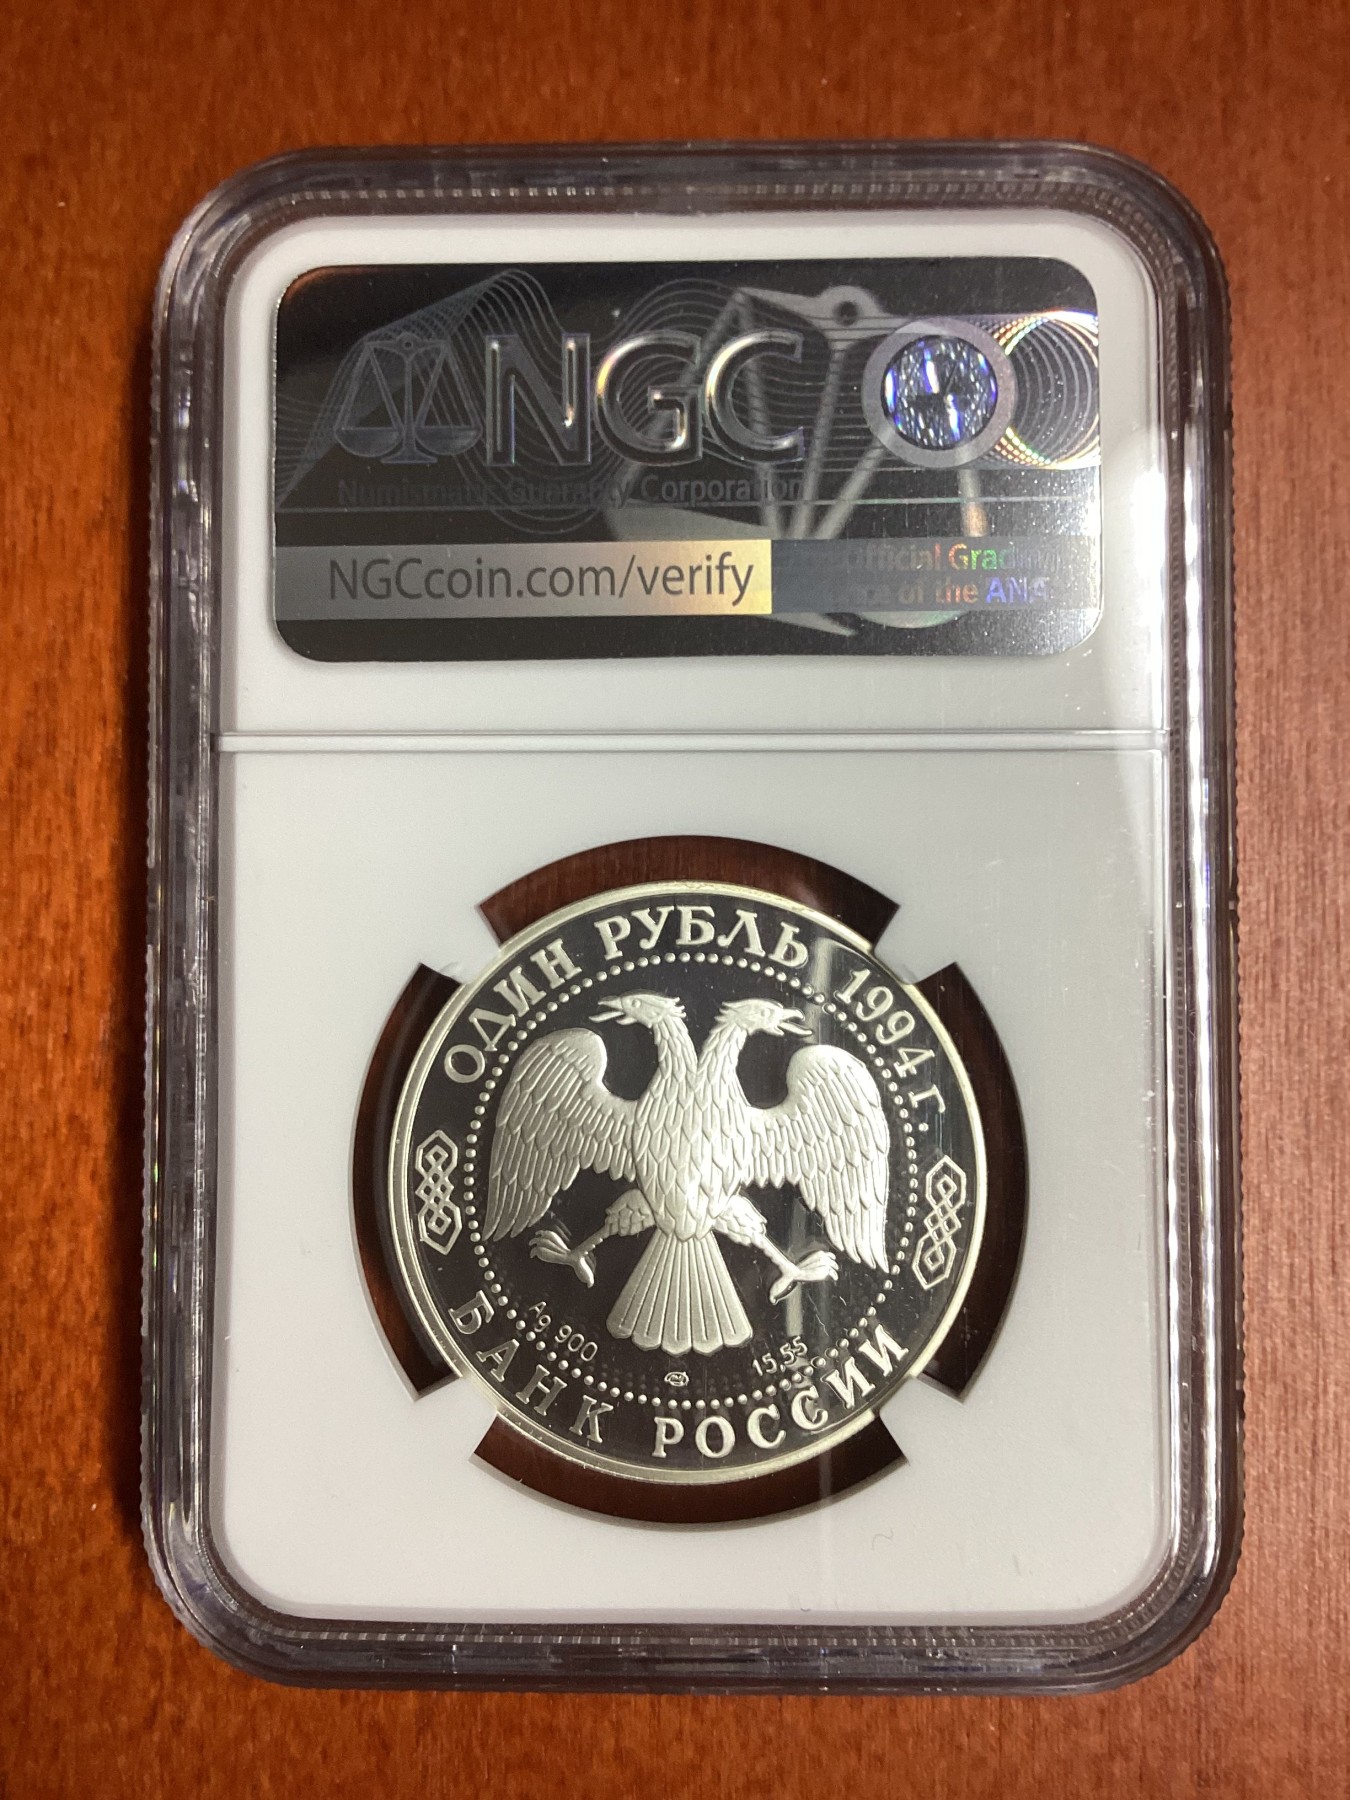 NGC
Numismatic Guaranty Corporation
NGCcoin.com/verify
Official Grading
of the ANA
ОДИН РУБЛЬ 1994 г.
Ag 900
15,55
БАНК РОССИИ